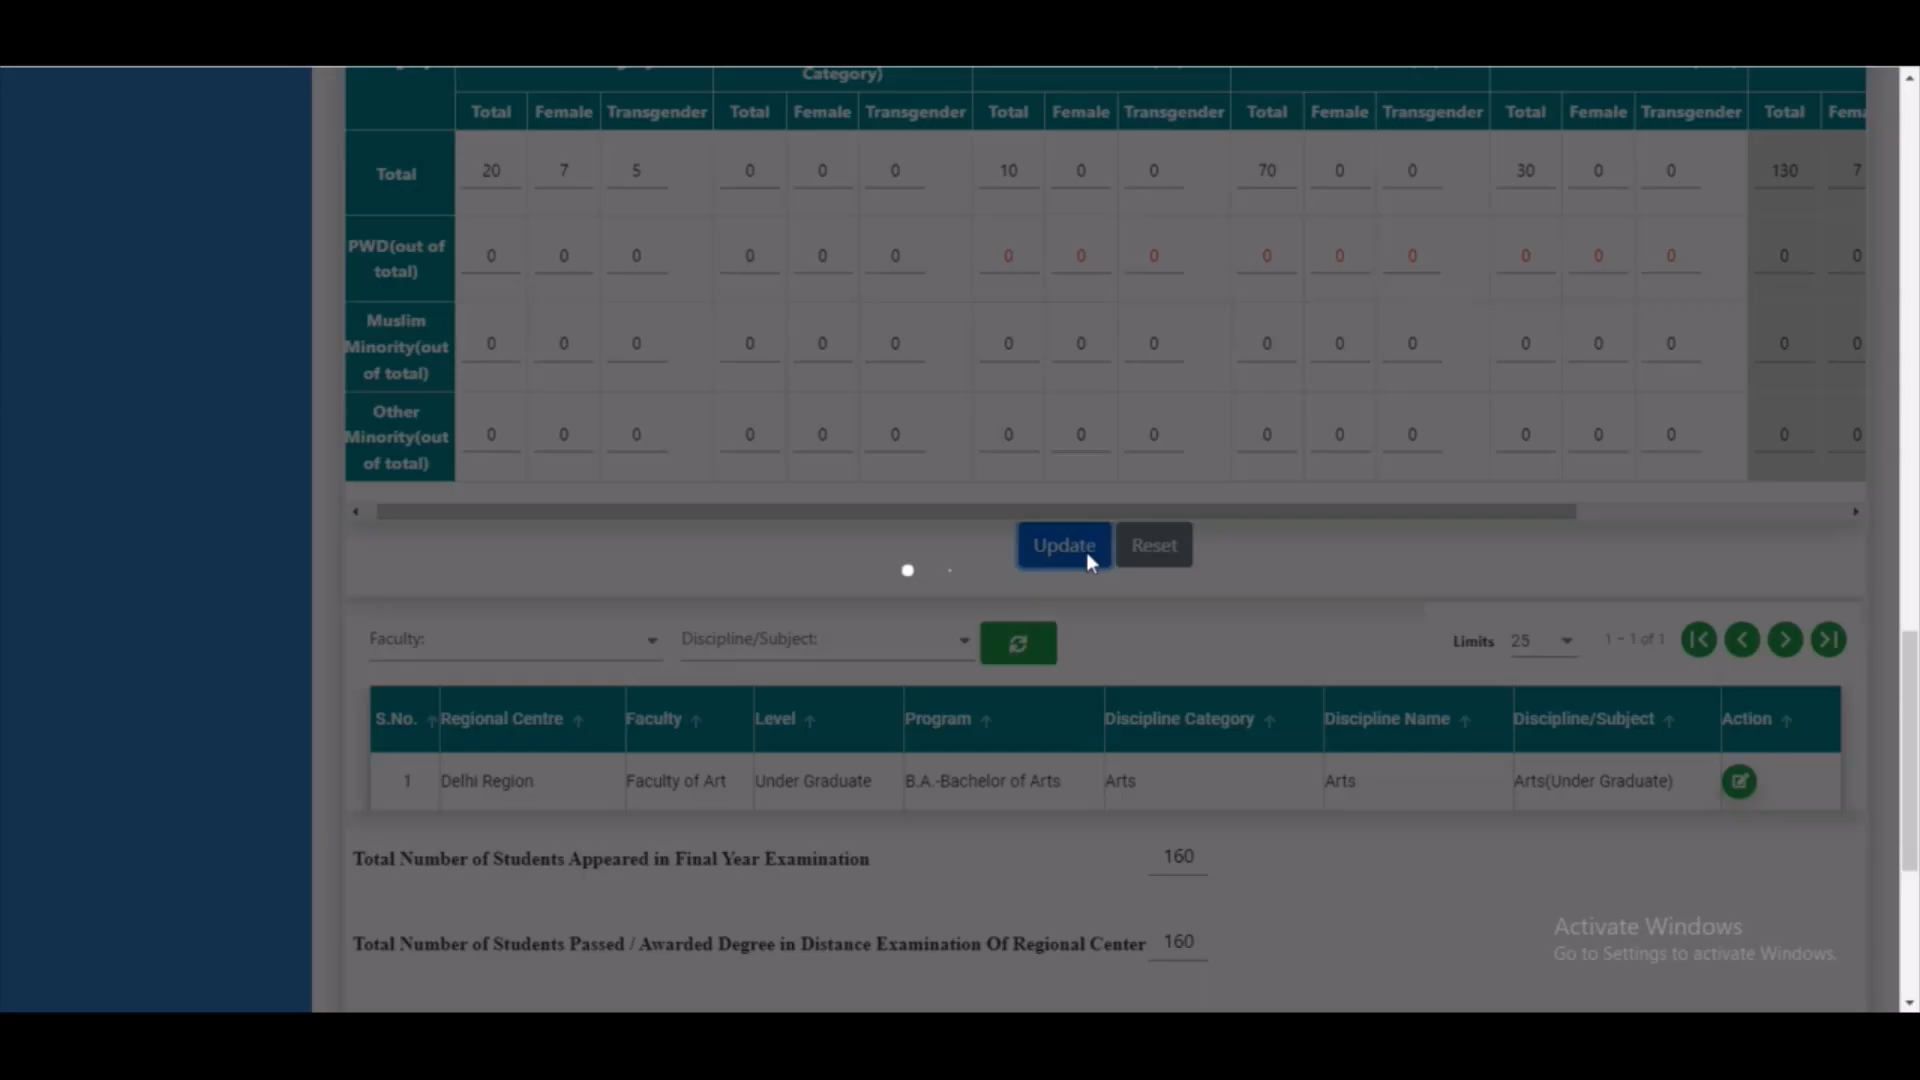 Category)
Total Female Transgender Total Female Transgender Total Female Transgender Total Female Transgender Total Female Transgender Total
Total 20 7 5 0 0 0 10 0 0 70 0 0 30 0 0 130 7
PWD(out of
total) 0 0 0 0 0 0 0 0 0 0 0 0 0 0 0 0 0
Muslim
Minority(out
of total) 0 0 0 0 0 0 0 0 0 0 0 0 0 0 0 0 0
Other
Minority(out
of total) 0 0 0 0 0 0 0 0 0 0 0 0 0 0 0 0 0
Update Reset
Faculty: Discipline/Subject: Limits 25 1 - 1 of 1
S.No. Regional Centre Faculty Level Program Discipline Category Discipline Name Discipline/Subject Action
1 Delhi Region Faculty of Art Under Graduate B.A.-Bachelor of Arts Arts Arts Arts(Under Graduate)
Total Number of Students Appeared in Final Year Examination 160
Total Number of Students Passed / Awarded Degree in Distance Examination Of Regional Center 160
Activate Windows
Go to Settings to activate Windows.